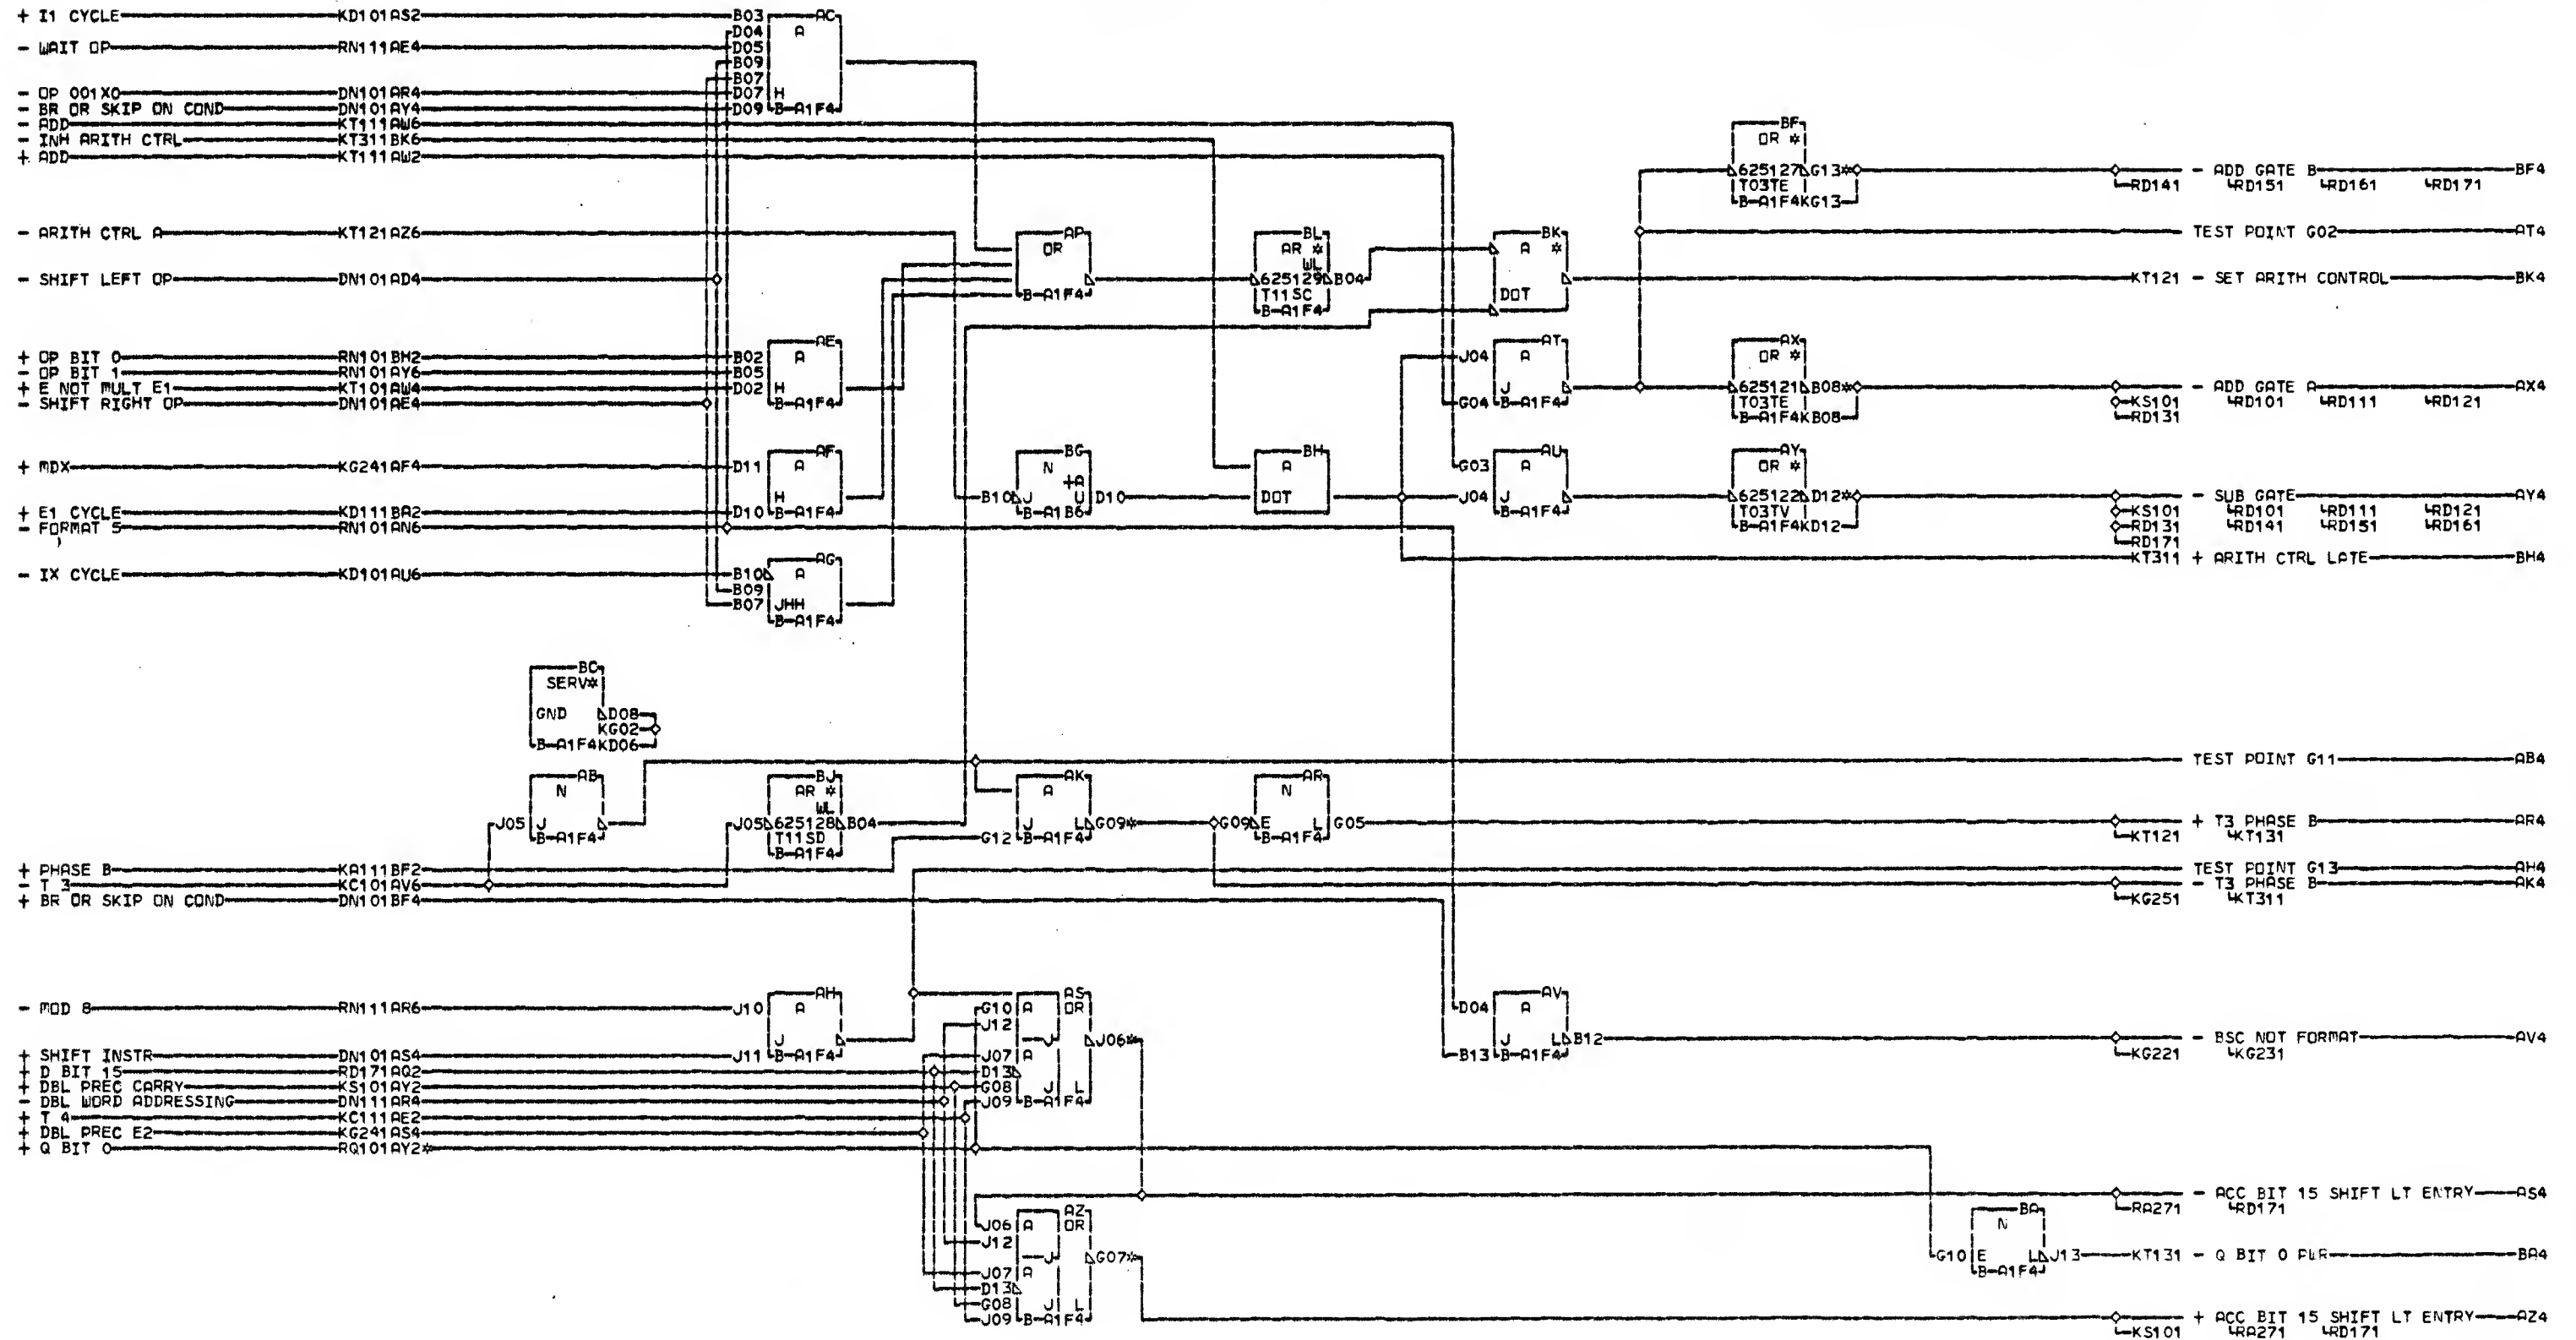 + I1 CYCLE KD101AS2 B03 AC
D04 A
- WAIT OP RN111AE4 D05
B09
B07
- OP 001X0 DN101AR4 D07 H
- BR OR SKIP ON COND DN101AY4 D09 B-A1F4
- ADD KT111AW6
- INH ARITH CTRL KT311BK6
+ ADD KT111AW2
BF
OR *
625127 G13*
T03TE
B-A1F4KG13
- ADD GATE B BF4
RD141 RD151 RD161 RD171
- ARITH CTRL A KT121AZ6
AP
OR
B-A1F4
BL
AR *
WL
625129 B04
T11SC
B-A1F4
BK
A *
DOT
TEST POINT G02 AT4
- SHIFT LEFT OP DN101AD4
KT121 - SET ARITH CONTROL BK4
+ OP BIT 0 RN101BH2 B02 A AE
- OP BIT 1 RN101AY6 B05
+ E NOT MULT E1 KT101AW4 D02 H
- SHIFT RIGHT OP DN101AE4 B-A1F4
J04 A AT
J
G04 B-A1F4
AX
OR *
625121 B08*
T03TE
B-A1F4KB08
- ADD GATE A AX4
KS101 RD101 RD111 RD121
RD131
+ MDX KG241AF4 D11 A AF
H
+ E1 CYCLE KD111BA2 D10 B-A1F4
- FORMAT 5 RN101AN6
BG
N
+A
B10 J U D10
B-A1B6
BH
A
DOT
G03 A AU
J04 J
B-A1F4
AY
OR *
625122 D12*
T03TV
B-A1F4KD12
- SUB GATE AY4
KS101 RD101 RD111 RD121
RD131 RD141 RD151 RD161
RD171
KT311 + ARITH CTRL LATE BH4
- IX CYCLE KD101AU6 B10 A AG
B09
B07 JHH
B-A1F4
BC
SERV*
GND D08
KG02
B-A1F4KD06
TEST POINT G11 AB4
AB
N
J05 J
B-A1F4
BJ
AR *
WL
J05 625128 B04
T11SD
B-A1F4
AK
A
L G09*
G12 B-A1F4
AR
N
G09 E L G05
B-A1F4
+ T3 PHASE B AR4
KT121 KT131
+ PHASE B KA111BF2
- T 3 KC101AV6
+ BR OR SKIP ON COND DN101BF4
TEST POINT G13 AH4
- T3 PHASE B AK4
KG251 KT311
- MOD 8 RN111AR6 J10 A AH
J
+ SHIFT INSTR DN101AS4 J11 B-A1F4
+ D BIT 15 RD171AQ2
+ DBL PREC CARRY KS101AY2
- DBL WORD ADDRESSING DN111AR4
+ T 4 KC111AE2
+ DBL PREC E2 KG241AS4
+ Q BIT 0 RQ101AY2*
AS
G10 A OR
J12
J J06*
J07 A
D13
G08 J L
J09 B-A1F4
AV
D04 A
L B12
B13 B-A1F4
- BSC NOT FORMAT AV4
KG221 KG231
- ACC BIT 15 SHIFT LT ENTRY AS4
RA271 RD171
AZ
J06 A OR
J12
J G07*
J07 A
D13
G08 J L
J09 B-A1F4
BA
N
G10 E L J13 KT131 - Q BIT 0 PWR BA4
B-A1F4
+ ACC BIT 15 SHIFT LT ENTRY AZ4
KS101 RA271 RD171